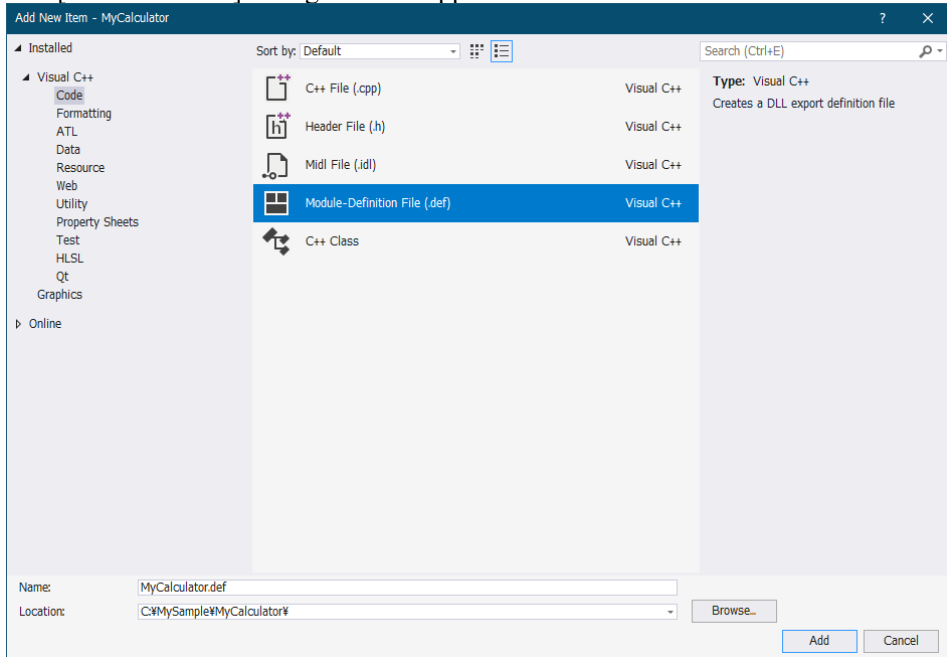 Add New Item - MyCalculator ? ×
Installed
Sort by: Default
Search (Ctrl+E)
Visual C++
Code
Formatting
ATL
Data
Resource
Web
Utility
Property Sheets
Test
HLSL
Qt
Graphics
Online
C++ File (.cpp) Visual C++
Header File (.h) Visual C++
Midl File (.idl) Visual C++
Module-Definition File (.def) Visual C++
C++ Class Visual C++
Type: Visual C++
Creates a DLL export definition file
Name: MyCalculator.def
Location: C:¥MySample¥MyCalculator¥
Browse...
Add Cancel